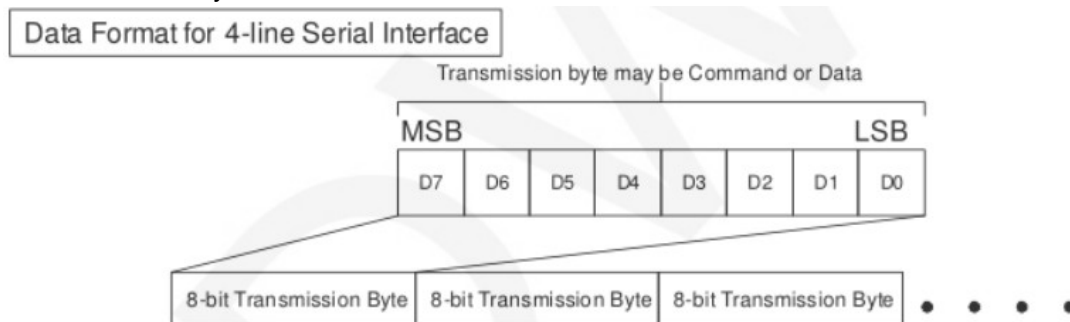 Data Format for 4-line Serial Interface
Transmission byte may be Command or Data
MSB LSB
D7 D6 D5 D4 D3 D2 D1 D0
8-bit Transmission Byte 8-bit Transmission Byte 8-bit Transmission Byte